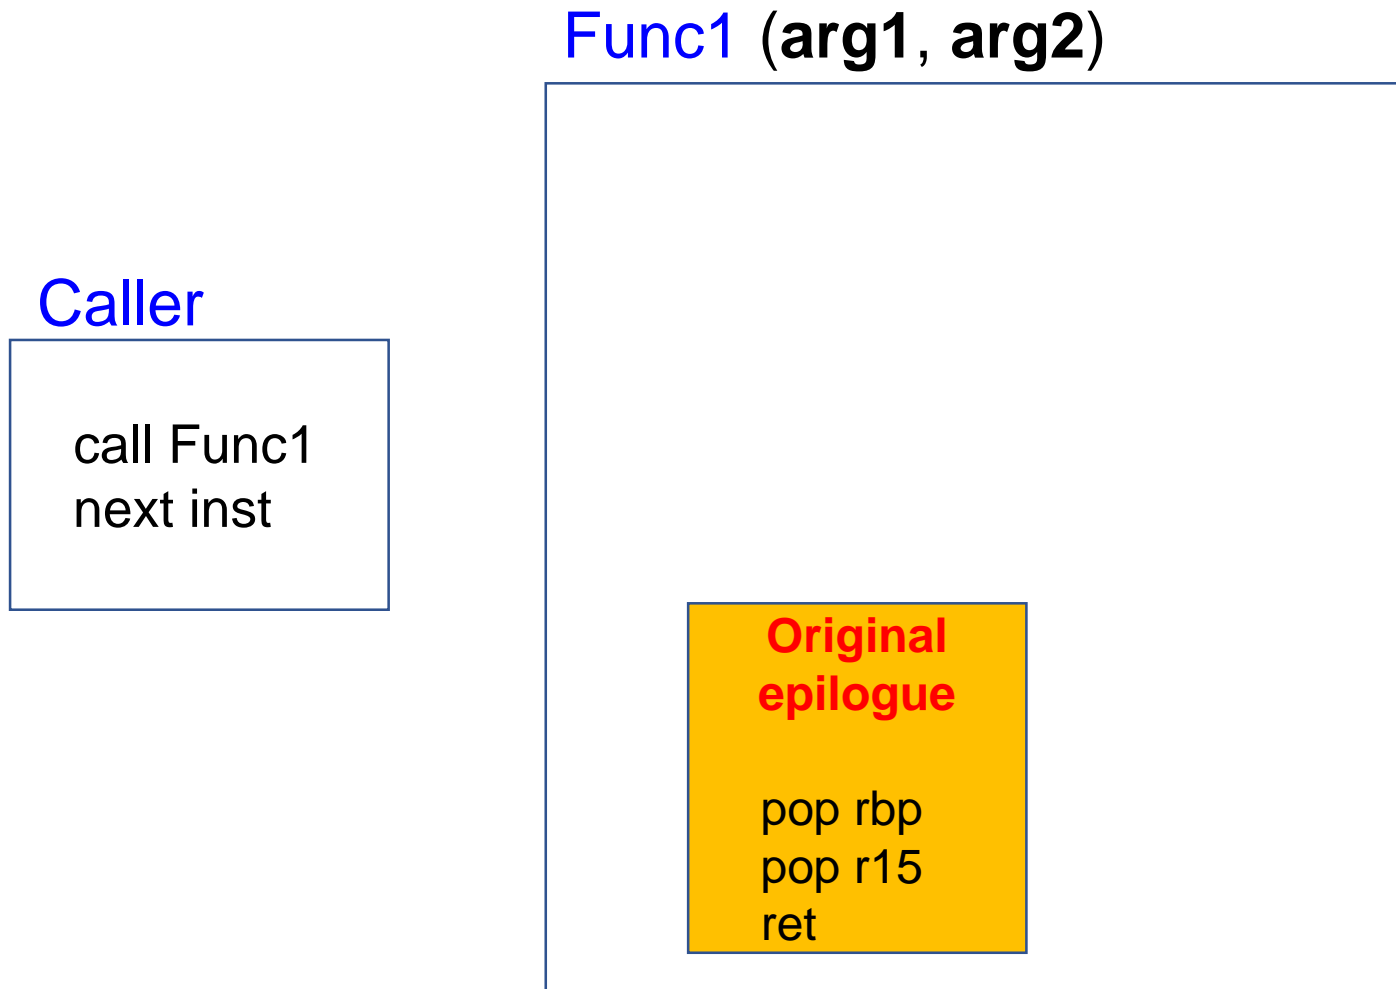 Func1 (arg1, arg2)
Caller
call Func1
next inst
Original
epilogue
pop rbp
pop r15
ret